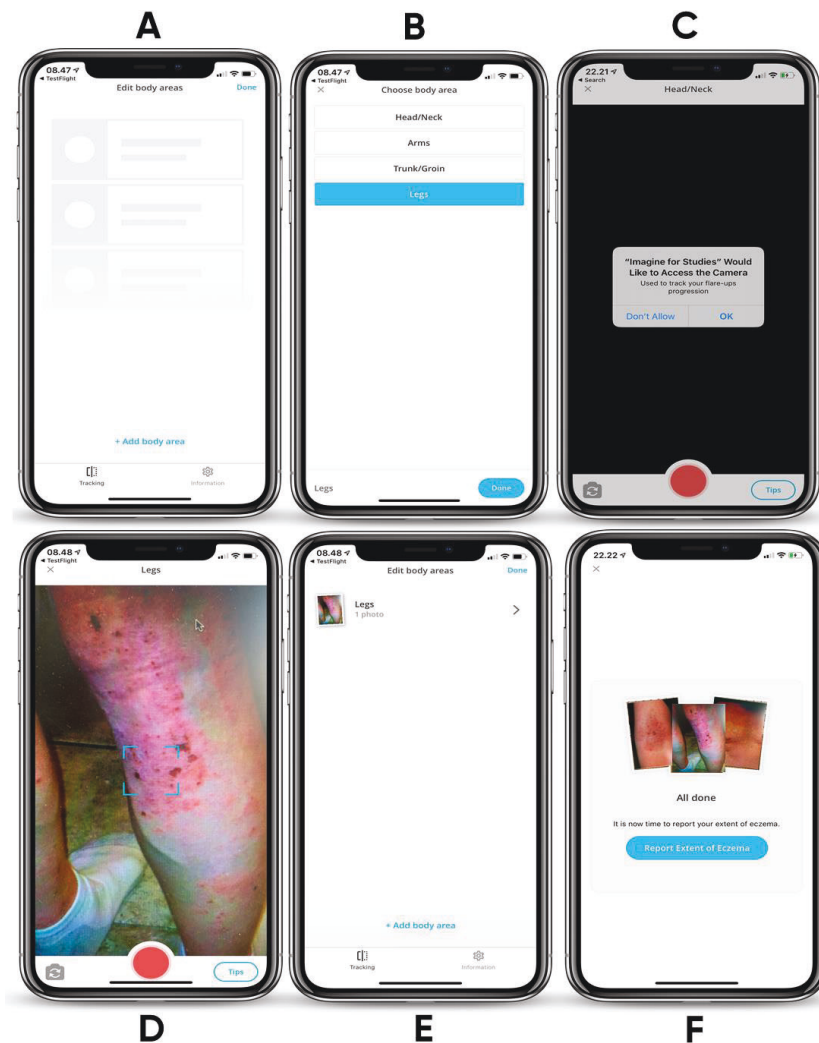 A
B
C
08.47
TestFlight
Edit body areas
Done
+ Add body area
Tracking
Information
08.47
TestFlight
Choose body area
Head/Neck
Arms
Trunk/Groin
Legs
Legs
Done
22.21
Search
Head/Neck
"Imagine for Studies" Would
Like to Access the Camera
Used to track your flare-ups
progression
Don't Allow
OK
Tips
08.48
TestFlight
Legs
Tips
08.48
TestFlight
Edit body areas
Done
Legs
1 photo
+ Add body area
Tracking
Information
22.22
All done
It is now time to report your extent of eczema.
Report Extent of Eczema
D
E
F